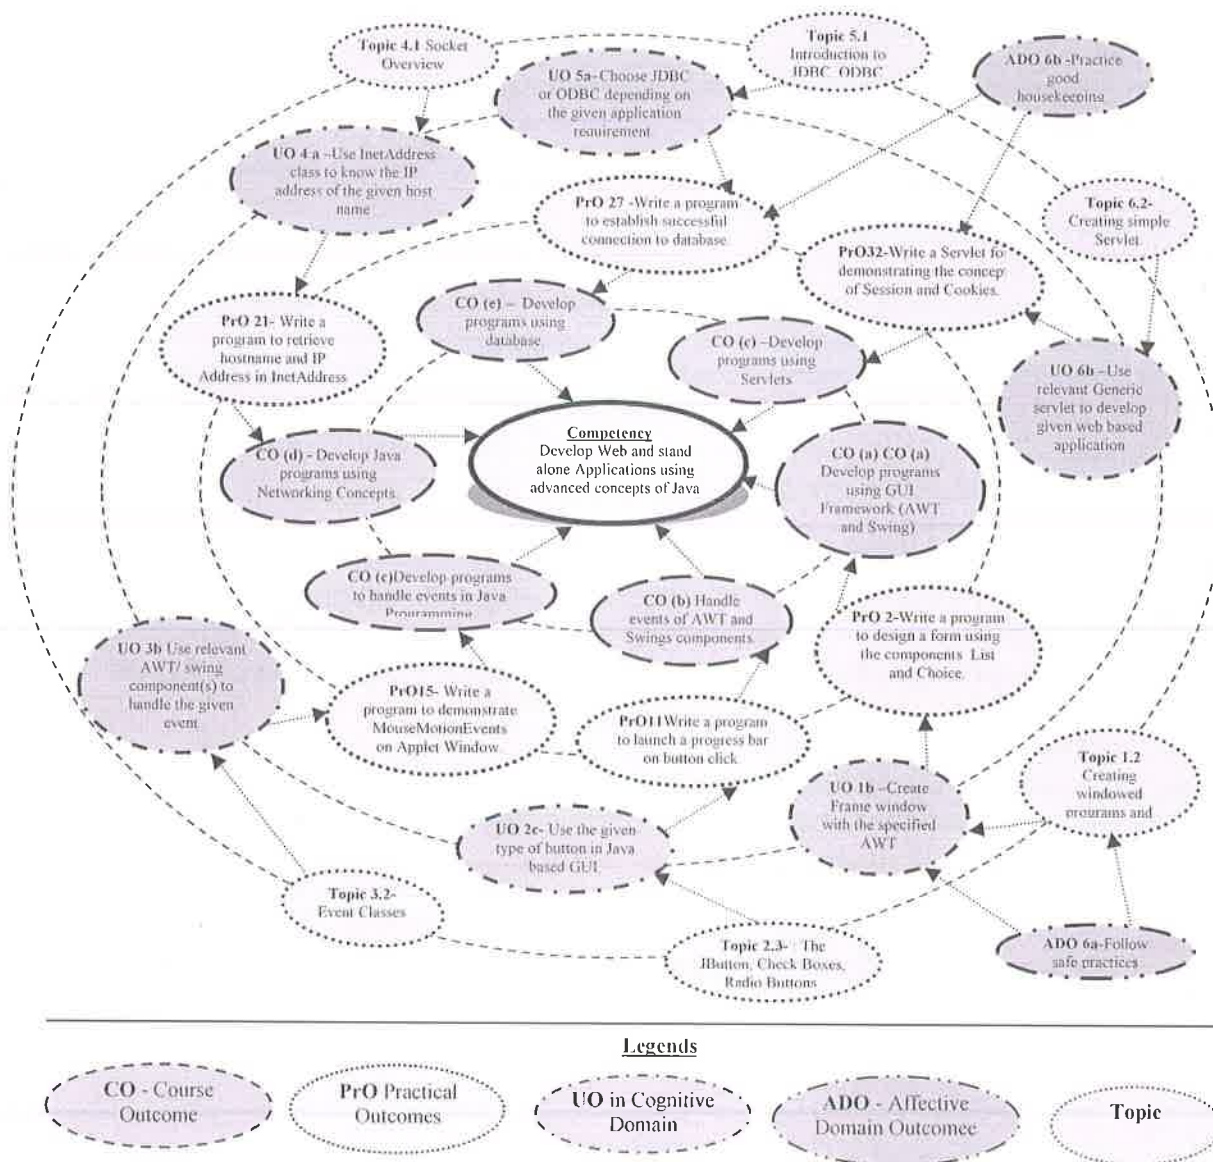 Topic 4.1 Socket
Overview
Topic 5.1
Introduction to
JDBC, ODBC
ADO 6b -Practice
good
housekeeping
UO 5a- Choose JDBC
or ODBC depending on
the given application
requirement
UO 4 a –Use InetAddress
class to know the IP
address of the given host
name
PrO 27 -Write a program
to establish successful
connection to database.
Topic 6.2-
Creating simple
Servlet.
PrO32-Write a Servlet for
demonstrating the concept
of Session and Cookies.
PrO 21- Write a
program to retrieve
hostname and IP
Address in InetAddress
CO (e) – Develop
programs using
database.
CO (c) –Develop
programs using
Servlets
UO 6b –Use
relevant Generic
servlet to develop
given web based
application
Competency
Develop Web and stand
alone Applications using
advanced concepts of Java
CO (d) - Develop Java
programs using
Networking Concepts
CO (a) CO (a)
Develop programs
using GUI
Framework (AWT
and Swing)
CO (c)Develop programs
to handle events in Java
Programming
CO (b) Handle
events of AWT and
Swings components.
PrO 2-Write a program
to design a form using
the components List
and Choice.
UO 3b Use relevant
AWT/ swing
component(s) to
handle the given
event
PrO15- Write a
program to demonstrate
MouseMotionEvents
on Applet Window
PrO11Write a program
to launch a progress bar
on button click.
Topic 1.2
Creating
windowed
programs and
UO 1b –Create
Frame window
with the specified
AWT
UO 2c- Use the given
type of button in Java
based GUI.
Topic 3.2-
Event Classes
Topic 2.3- : The
JButton, Check Boxes,
Radio Buttons
ADO 6a-Follow
safe practices
Legends
CO - Course
Outcome
PrO Practical
Outcomes
UO in Cognitive
Domain
ADO - Affective
Domain Outcomee
Topic